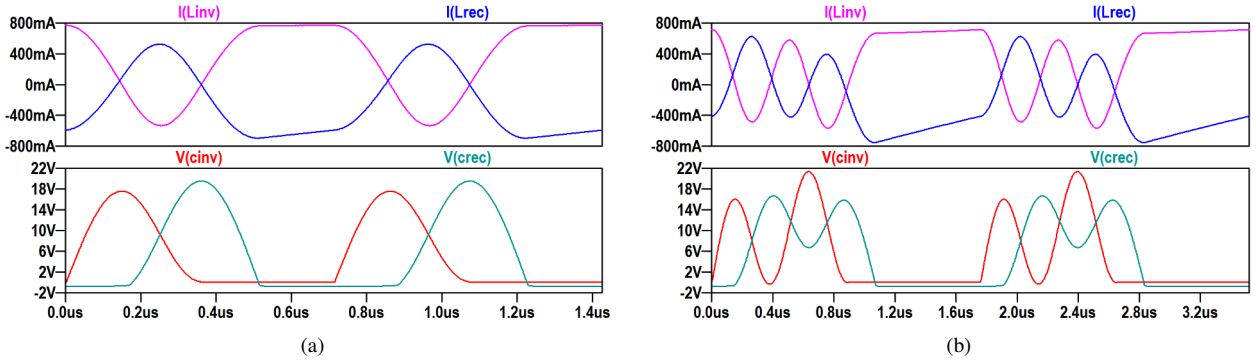 I(Linv) I(Lrec)
800mA
400mA
0mA
-400mA
-800mA
V(cinv) V(crec)
22V
18V
14V
10V
6V
2V
-2V
0.0us 0.2us 0.4us 0.6us 0.8us 1.0us 1.2us 1.4us
(a)
I(Linv) I(Lrec)
800mA
400mA
0mA
-400mA
-800mA
V(cinv) V(crec)
22V
18V
14V
10V
6V
2V
-2V
0.0us 0.4us 0.8us 1.2us 1.6us 2.0us 2.4us 2.8us 3.2us
(b)